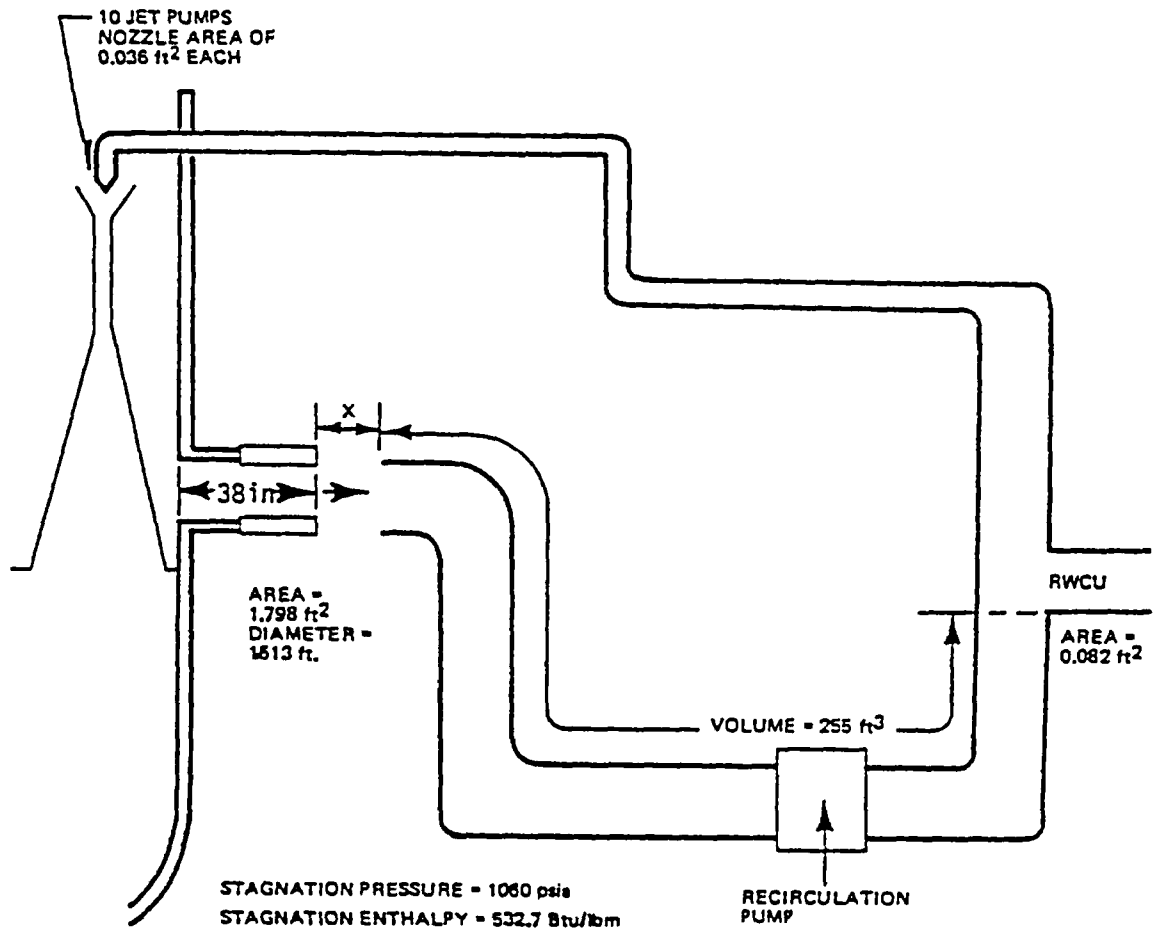 10 JET PUMPS
NOZZLE AREA OF
0.036 ft² EACH
X
38in
AREA =
1.798 ft²
DIAMETER =
1.513 ft.
RWCU
AREA =
0.082 ft²
VOLUME = 255 ft³
STAGNATION PRESSURE = 1060 psia
STAGNATION ENTHALPY = 532.7 Btu/lbm
RECIRCULATION
PUMP